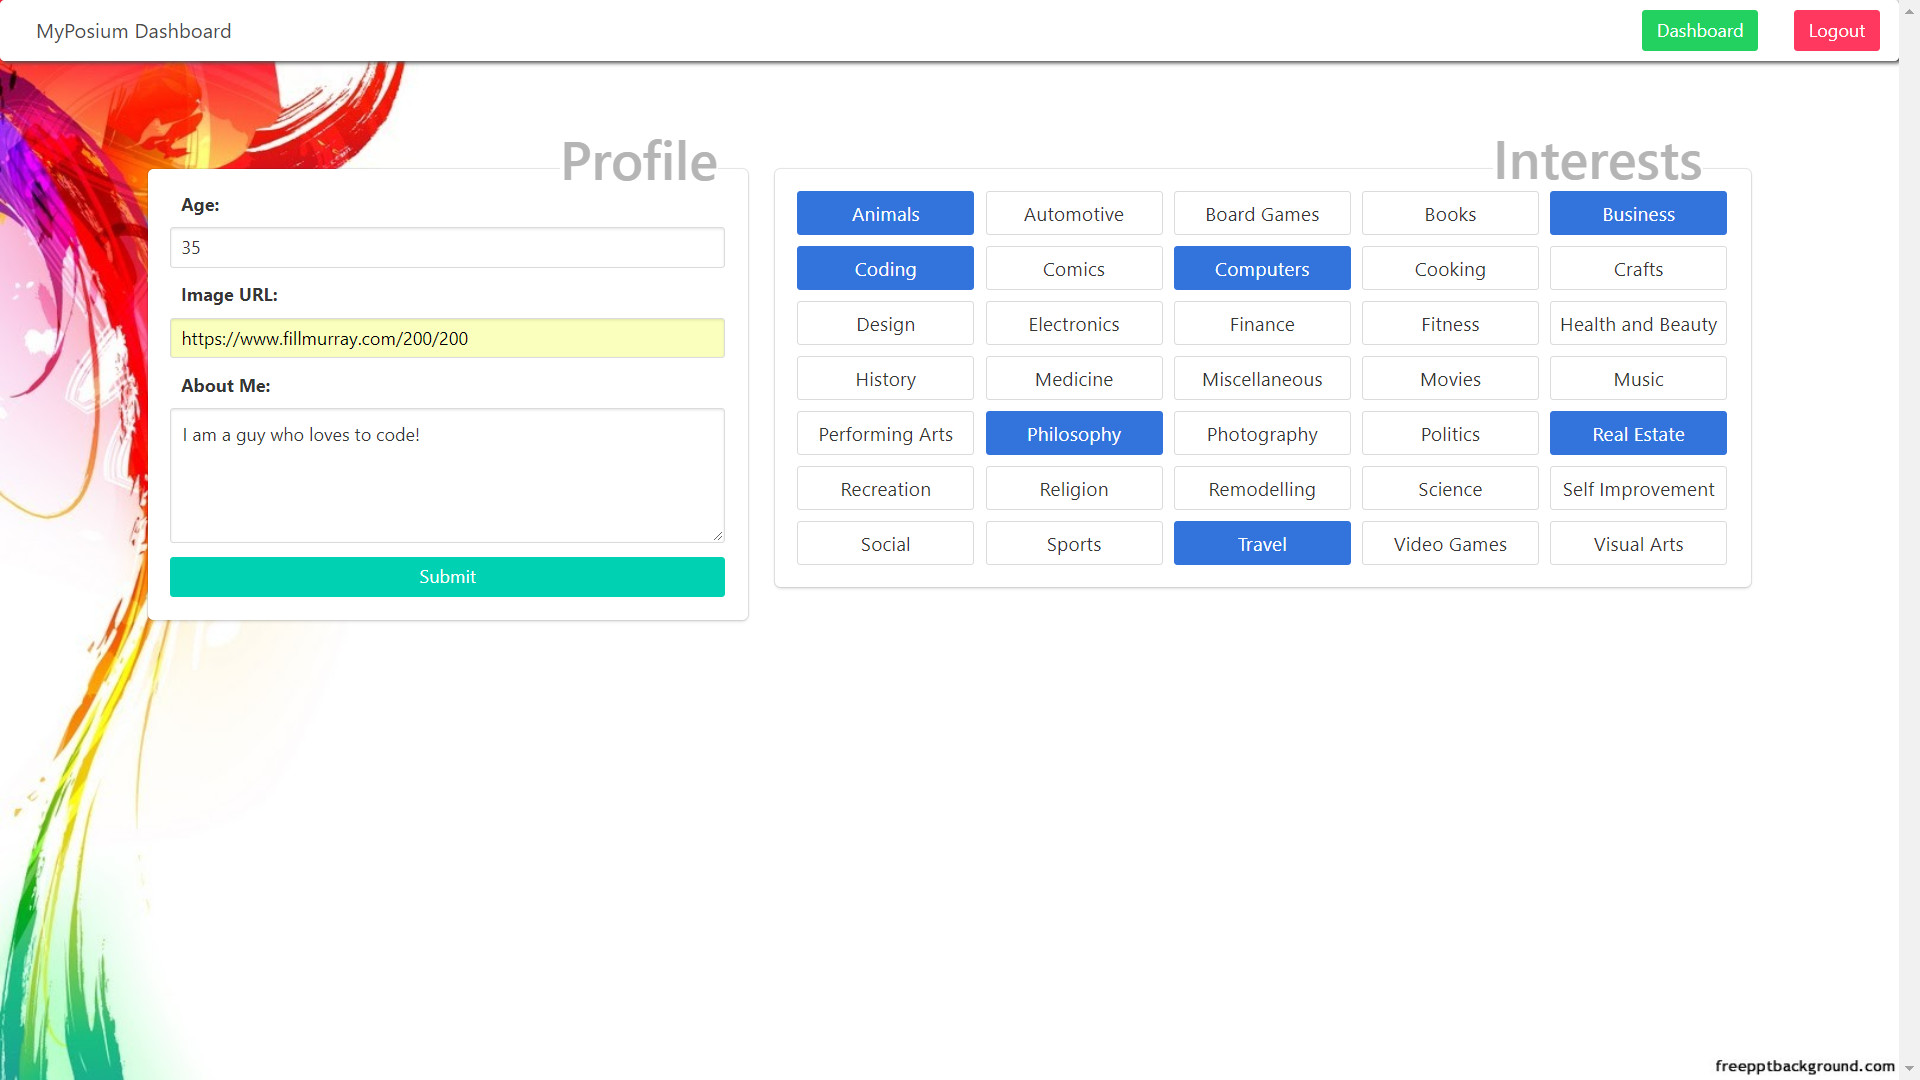 MyPosium Dashboard
Dashboard
Logout
Profile
Age:
35
Image URL:
https://www.fillmurray.com/200/200
About Me:
I am a guy who loves to code!
Submit
Interests
Animals Automotive Board Games Books Business
Coding Comics Computers Cooking Crafts
Design Electronics Finance Fitness Health and Beauty
History Medicine Miscellaneous Movies Music
Performing Arts Philosophy Photography Politics Real Estate
Recreation Religion Remodelling Science Self Improvement
Social Sports Travel Video Games Visual Arts
freepptbackground.com